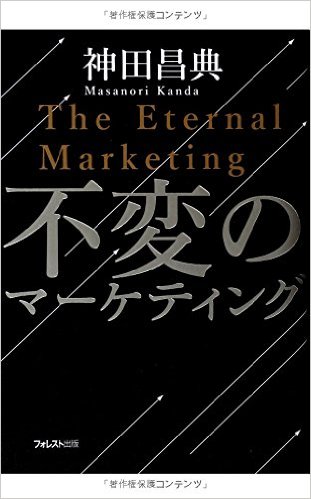 「著作権保護コンテンツ」
神田昌典
Masanori Kanda
The Eternal
Marketing
不変の
マーケティング
フォレスト出版
「著作権保護コンテンツ」